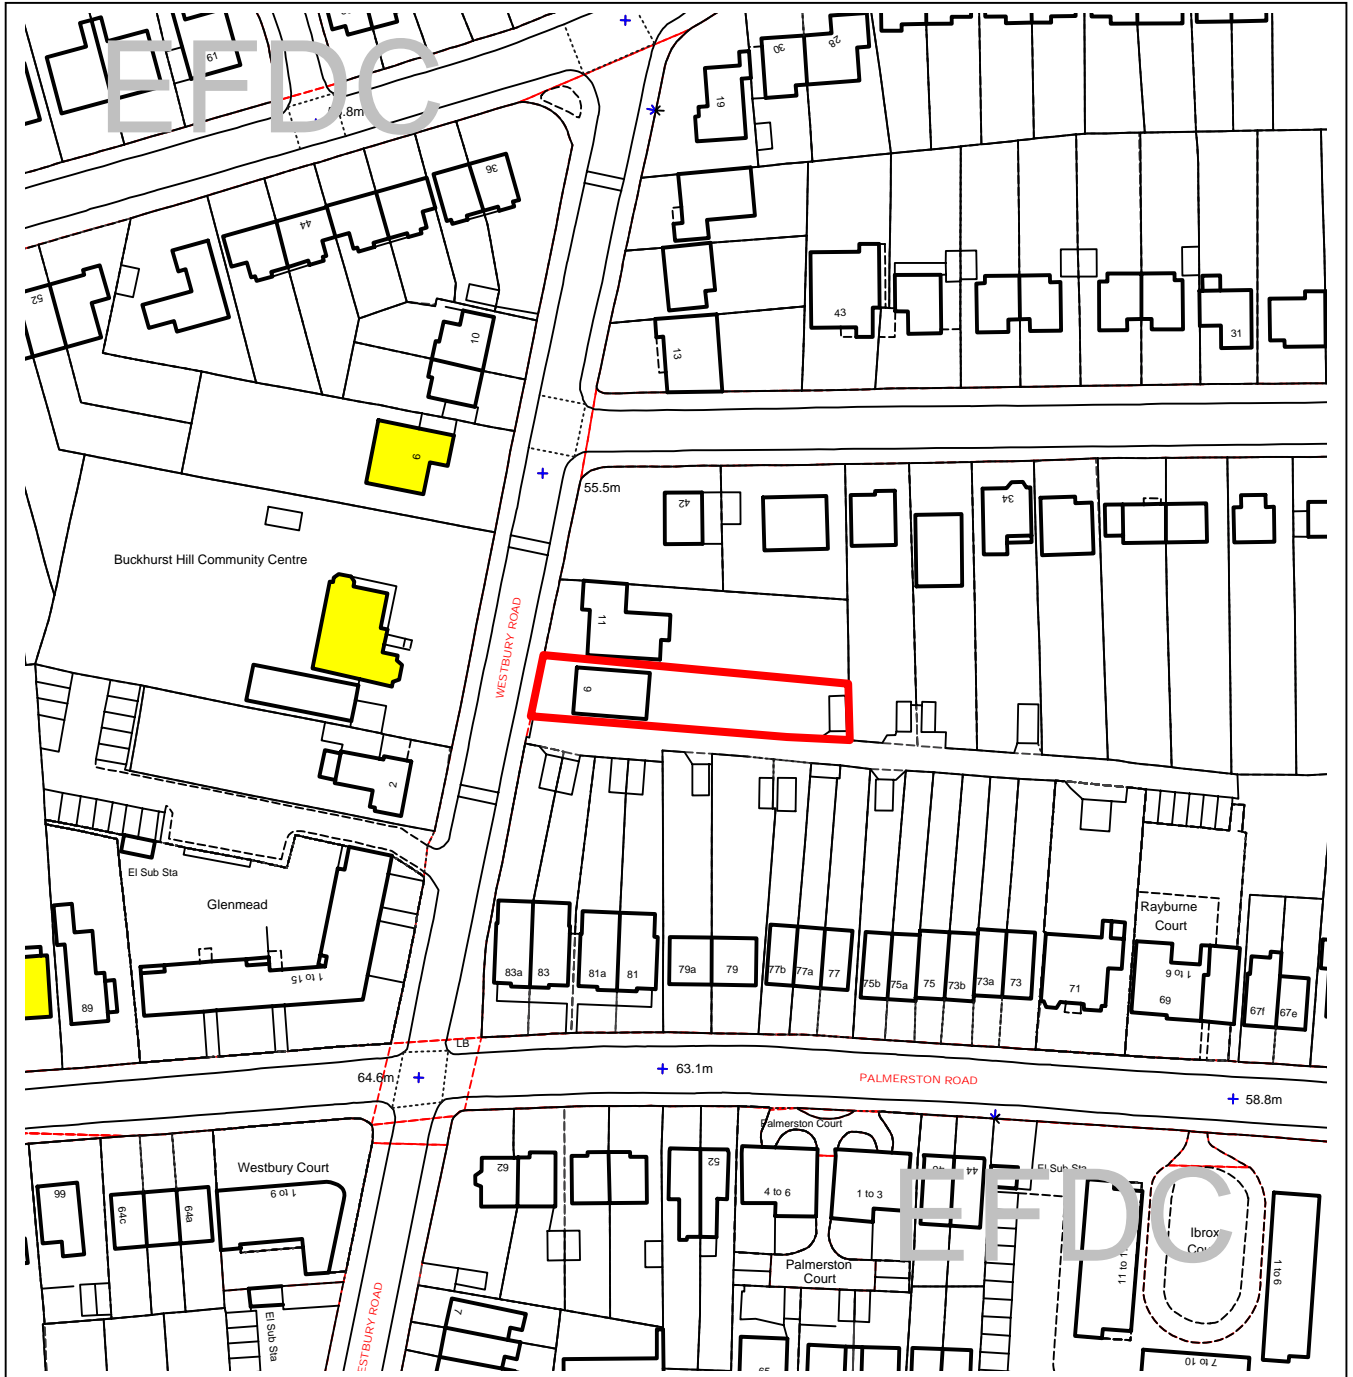 EFDC
61
.8m
30
28
19
36
44
52
10
43
31
13
6
55.5m
42
34
Buckhurst Hill Community Centre
WESTBURY ROAD
11
9
2
El Sub Sta
Glenmead
1 to 15
89
83a
83
81a
81
79a
79
77b
77a
77
75b
75a
75
73b
73a
73
71
Rayburne
Court
1 to 6
69
67f
67e
LB
64.6m
63.1m
PALMERSTON ROAD
58.8m
Palmerston Court
Westbury Court
1 to 9
66
64c
64a
62
52
4 to 6
1 to 3
44
El Sub Sta
EFDC
Ibrox
Palmerston
Court
11 to 1
1 to 6
El Sub Sta
ESTBURY ROAD
7
7 to 10